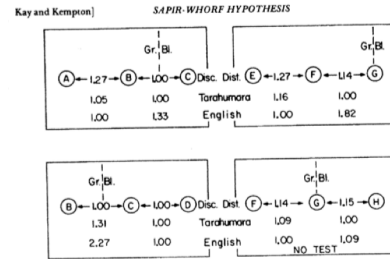 Kay and Kempton]
SAPIR-WHORF HYPOTHESIS
Gr. Bl.
Gr. Bl.
A 1.27 B 1.00 C Disc. Dist. E 1.27 F 1.14 G
1.05 1.00 Tarahumara 1.16 1.00
1.00 1.33 English 1.00 1.82
Gr. Bl.
Gr. Bl.
B 1.00 C 1.00 D Disc. Dist. F 1.14 G 1.15 H
1.31 1.00 Tarahumara 1.09 1.00
2.27 1.00 English 1.00 1.09
NO TEST